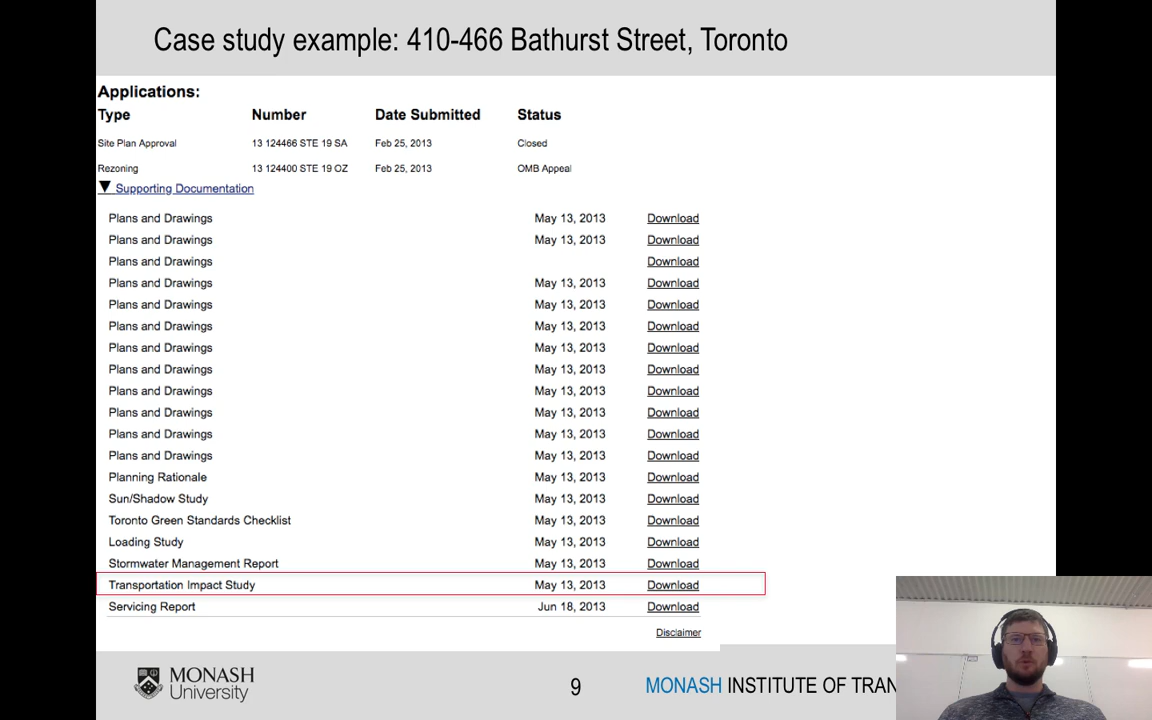 Case study example: 410-466 Bathurst Street, Toronto
Applications:
Type Number Date Submitted Status
Site Plan Approval 13 124466 STE 19 SA Feb 25, 2013 Closed
Rezoning 13 124400 STE 19 OZ Feb 25, 2013 OMB Appeal
Supporting Documentation
Plans and Drawings May 13, 2013 Download
Plans and Drawings May 13, 2013 Download
Plans and Drawings Download
Plans and Drawings May 13, 2013 Download
Plans and Drawings May 13, 2013 Download
Plans and Drawings May 13, 2013 Download
Plans and Drawings May 13, 2013 Download
Plans and Drawings May 13, 2013 Download
Plans and Drawings May 13, 2013 Download
Plans and Drawings May 13, 2013 Download
Plans and Drawings May 13, 2013 Download
Plans and Drawings May 13, 2013 Download
Planning Rationale May 13, 2013 Download
Sun/Shadow Study May 13, 2013 Download
Toronto Green Standards Checklist May 13, 2013 Download
Loading Study May 13, 2013 Download
Stormwater Management Report May 13, 2013 Download
Transportation Impact Study May 13, 2013 Download
Servicing Report Jun 18, 2013 Download
Disclaimer
MONASH University
9
MONASH INSTITUTE OF TRAN